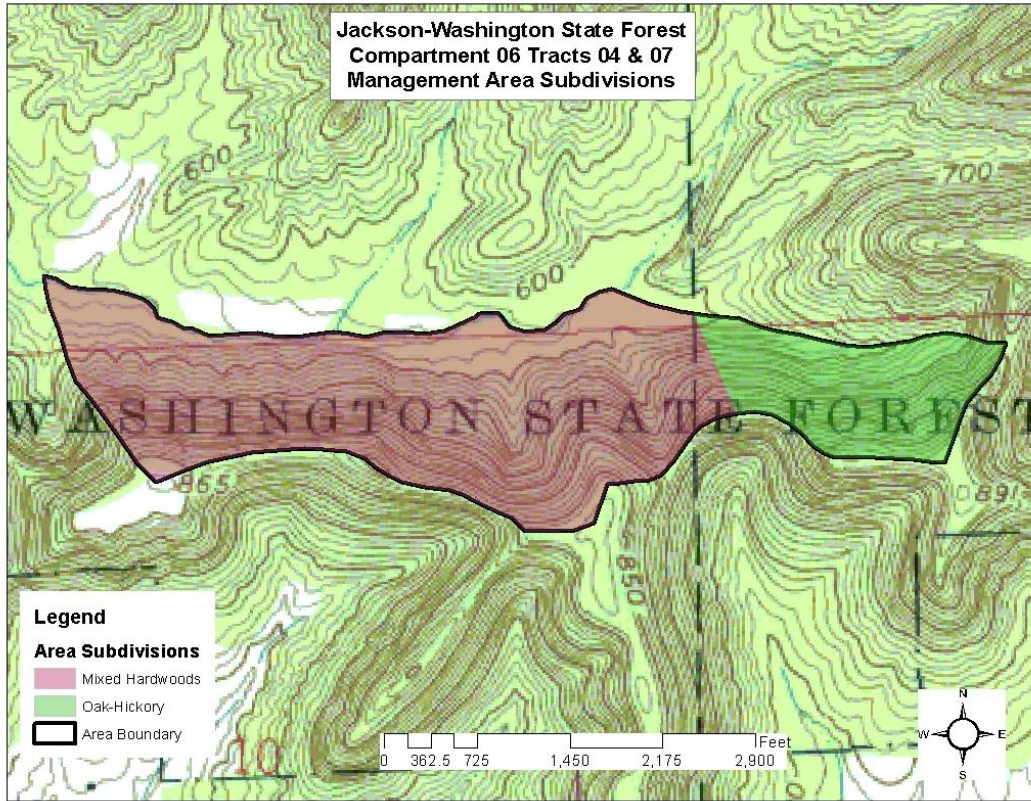 Jackson-Washington State Forest
Compartment 06 Tracts 04 & 07
Management Area Subdivisions
600
700
600
WASHINGTON STATE FOREST
865
891
850
Legend
Area Subdivisions
Mixed Hardwoods
Oak-Hickory
Area Boundary
10
Feet
0 362.5 725 1,450 2,175 2,900
N
W E
S